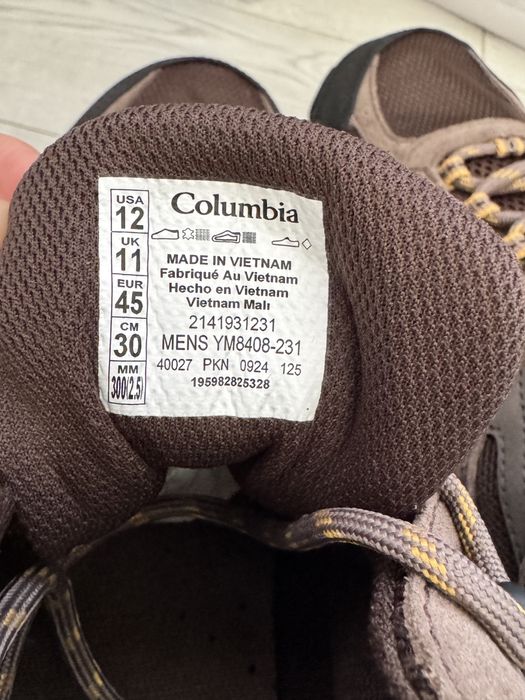 USA
12
UK
11
EUR
45
CM
30
MM
300(2.5)
Columbia
MADE IN VIETNAM
Fabriqué Au Vietnam
Hecho en Vietnam
Vietnam Malı
2141931231
MENS YM8408-231
40027 PKN 0924 125
195982825328